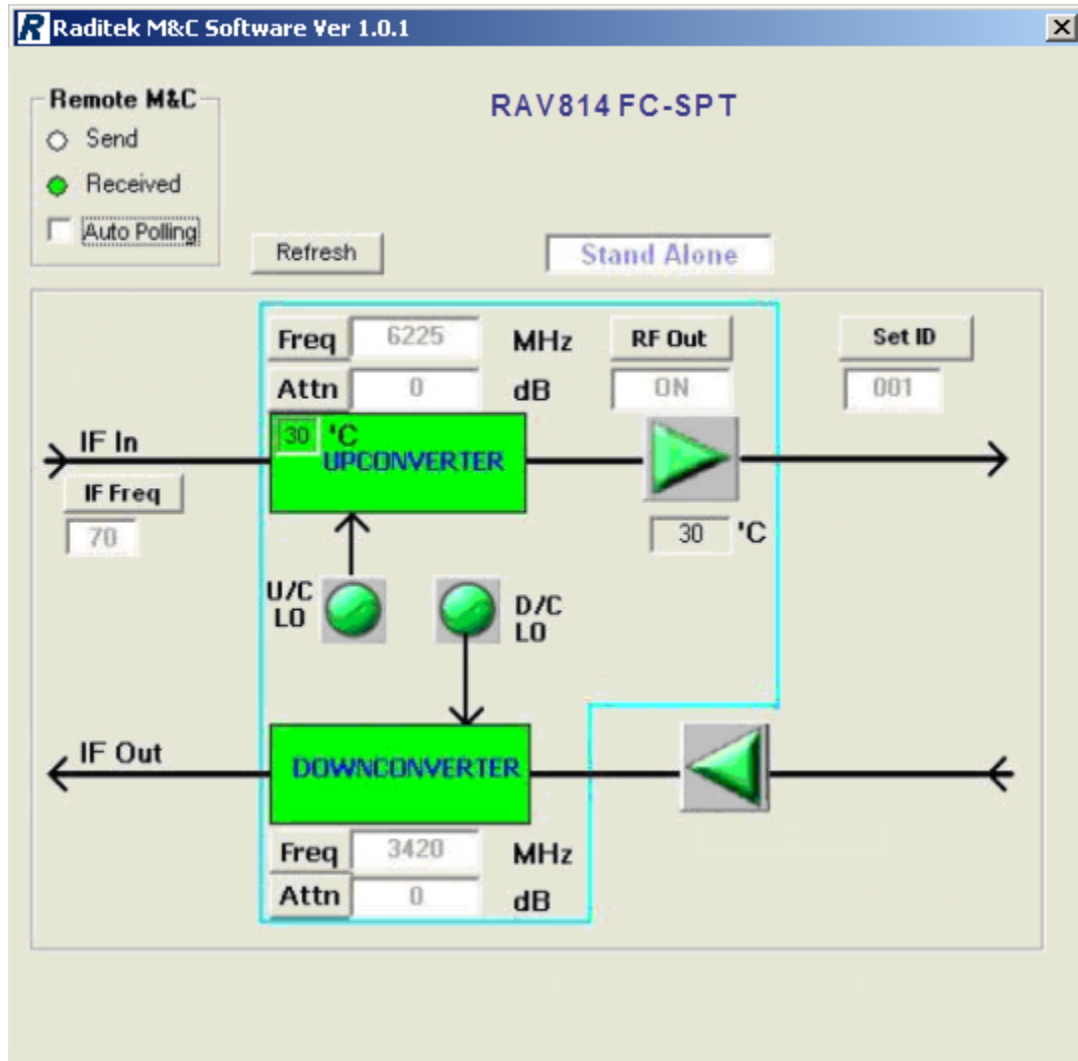 R Raditek M&C Software Ver 1.0.1
Remote M&C
RAV814 FC-SPT
Send
Received
Auto Polling
Refresh
Stand Alone
Freq 6225 MHz RF Out Set ID
Attn 0 dB ON 001
IF In
30 'C
UPCONVERTER
IF Freq
70
30 'C
U/C
LO
D/C
LO
IF Out
DOWNCONVERTER
Freq 3420 MHz
Attn 0 dB